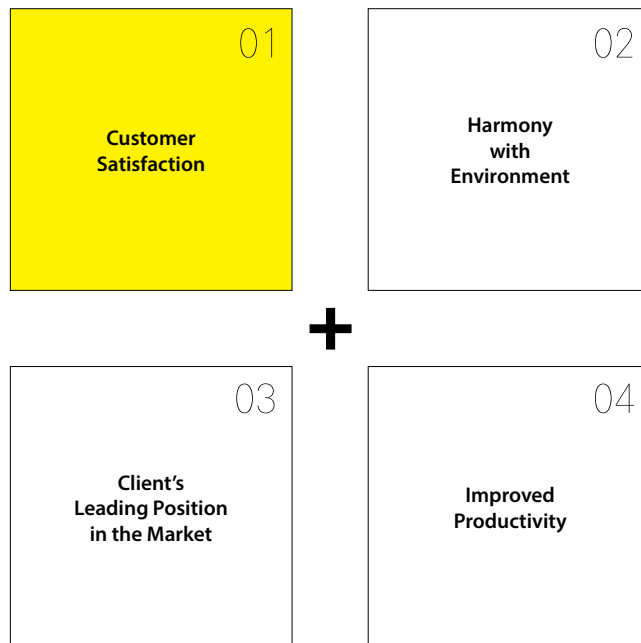 01
Customer
Satisfaction
02
Harmony
with
Environment
+
03
Client’s
Leading Position
in the Market
04
Improved
Productivity